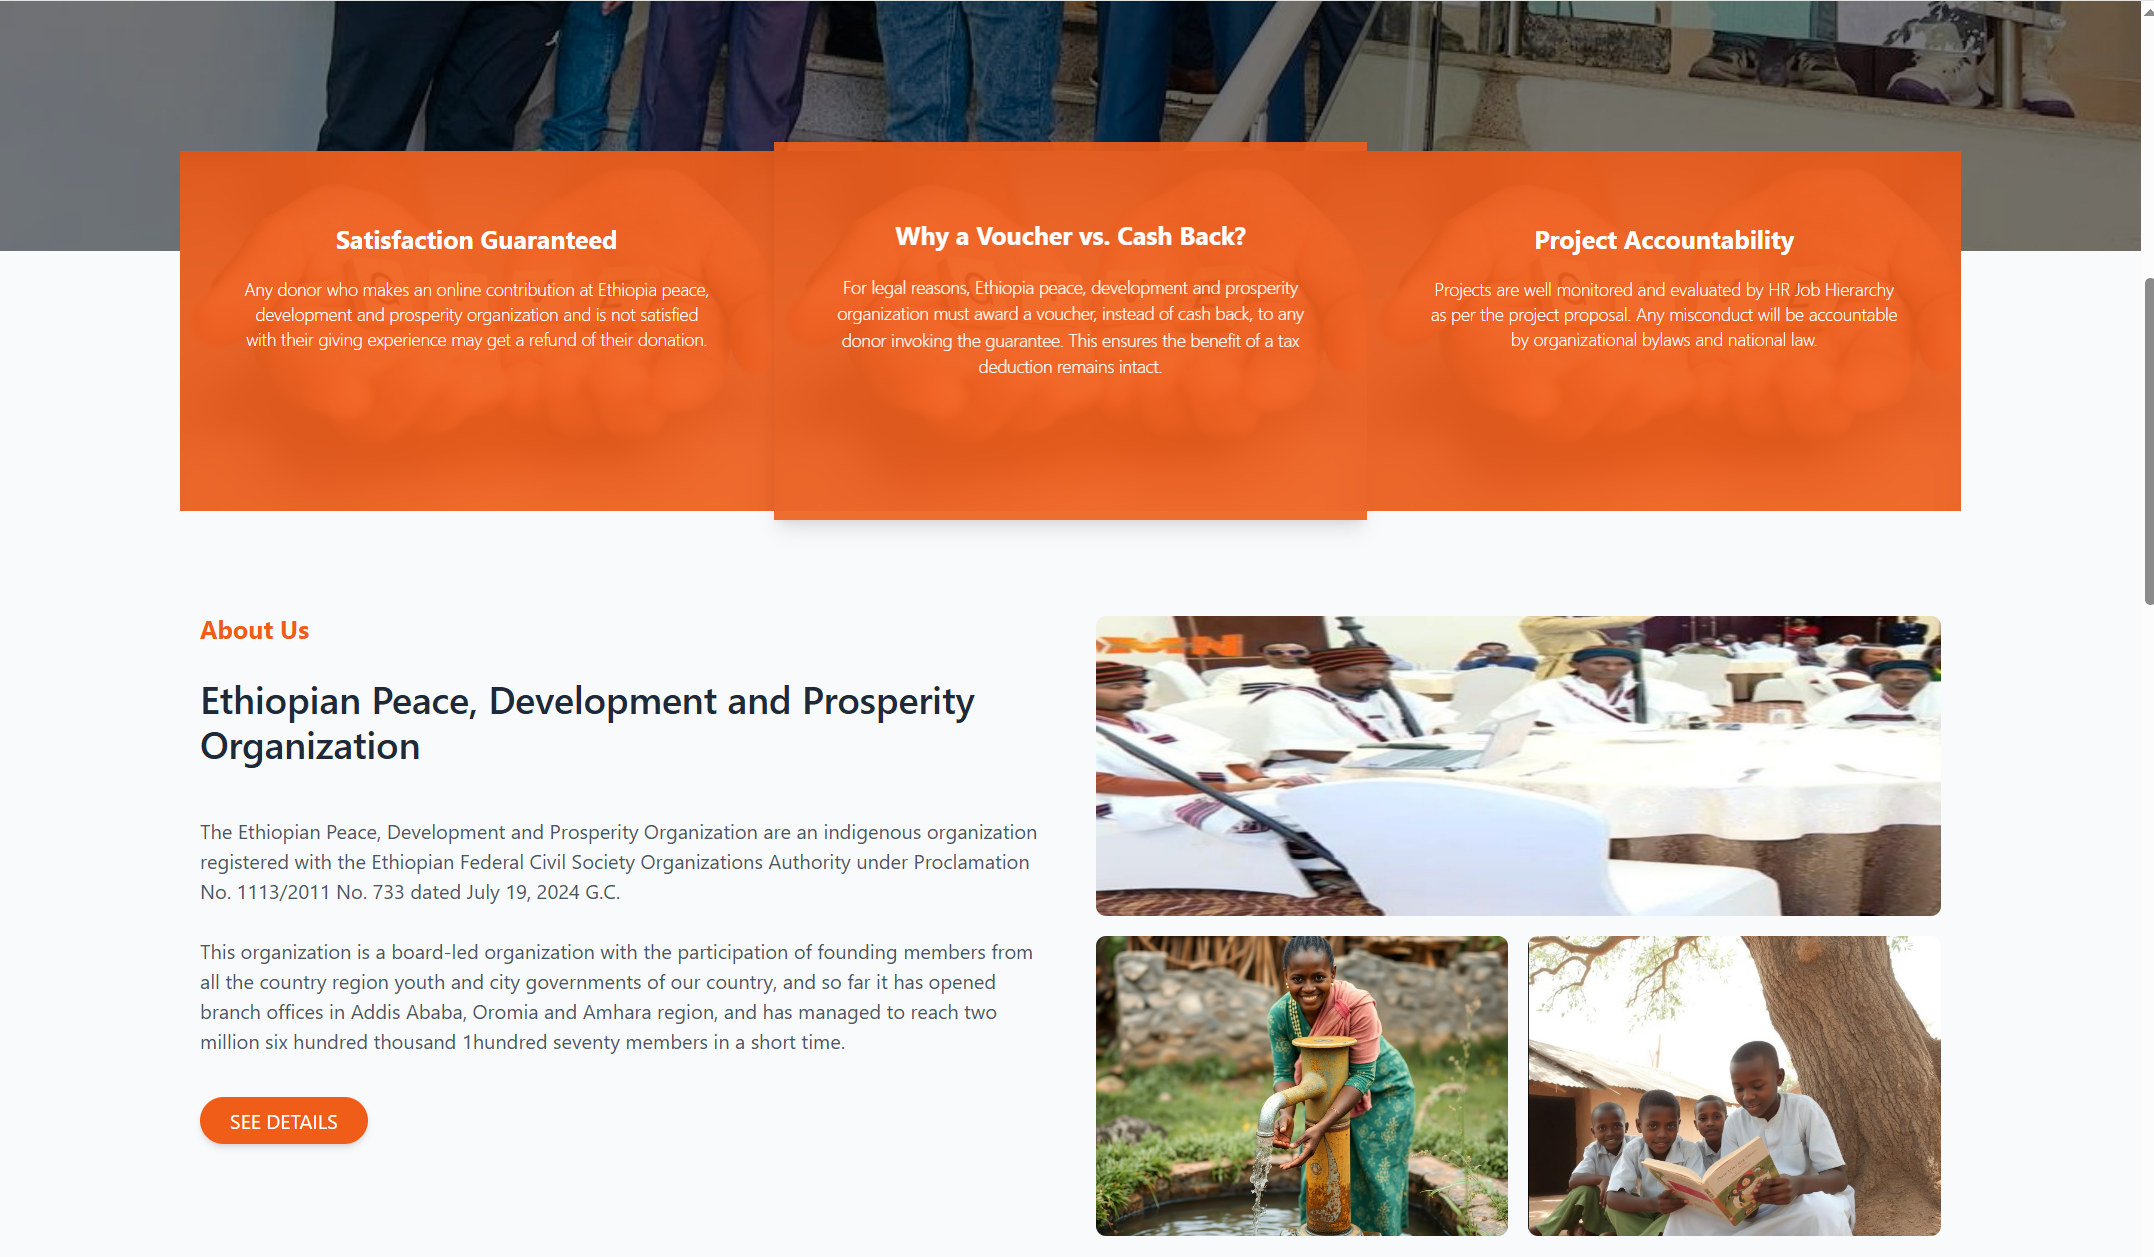 Satisfaction Guaranteed
Any donor who makes an online contribution at Ethiopia peace,
development and prosperity organization and is not satisfied
with their giving experience may get a refund of their donation.
Why a Voucher vs. Cash Back?
For legal reasons, Ethiopia peace, development and prosperity
organization must award a voucher, instead of cash back, to any
donor invoking the guarantee. This ensures the benefit of a tax
deduction remains intact.
Project Accountability
Projects are well monitored and evaluated by HR Job Hierarchy
as per the project proposal. Any misconduct will be accountable
by organizational bylaws and national law.
About Us
Ethiopian Peace, Development and Prosperity
Organization
The Ethiopian Peace, Development and Prosperity Organization are an indigenous organization
registered with the Ethiopian Federal Civil Society Organizations Authority under Proclamation
No. 1113/2011 No. 733 dated July 19, 2024 G.C.
This organization is a board-led organization with the participation of founding members from
all the country region youth and city governments of our country, and so far it has opened
branch offices in Addis Ababa, Oromia and Amhara region, and has managed to reach two
million six hundred thousand 1hundred seventy members in a short time.
SEE DETAILS